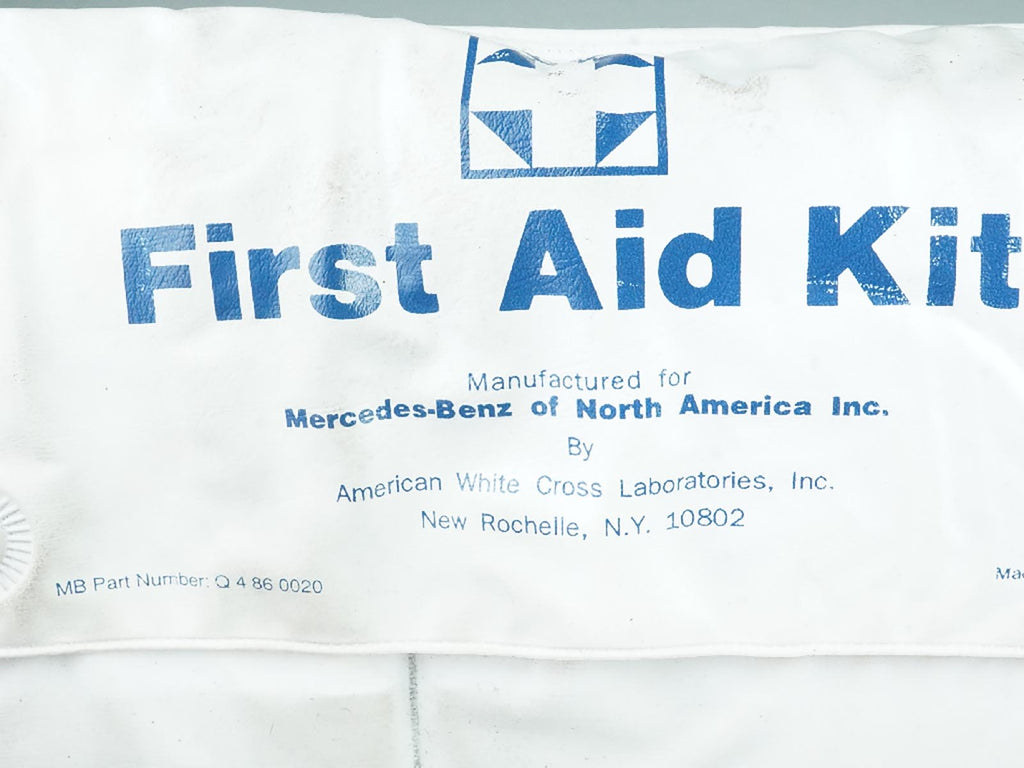 First Aid Kit
Manufactured for
Mercedes-Benz of North America Inc.
By
American White Cross Laboratories, Inc.
New Rochelle, N.Y. 10802
MB Part Number: Q 4 86 0020